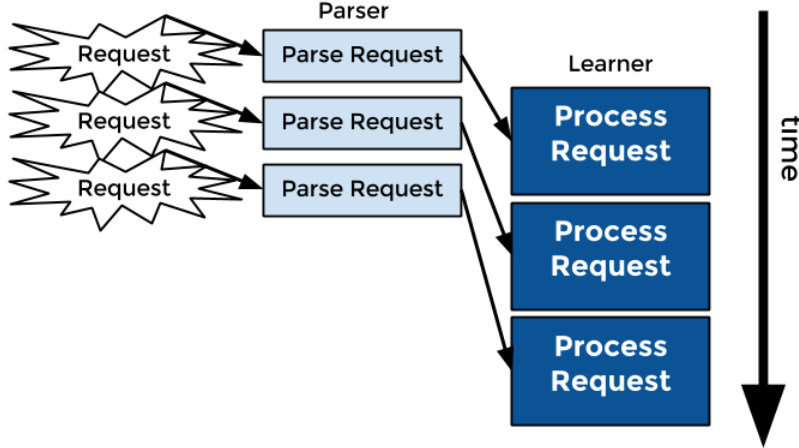 Parser
Request
Parse Request
Learner
Request
Parse Request
Process
Request
Request
Parse Request
Process
Request
Process
Request
time